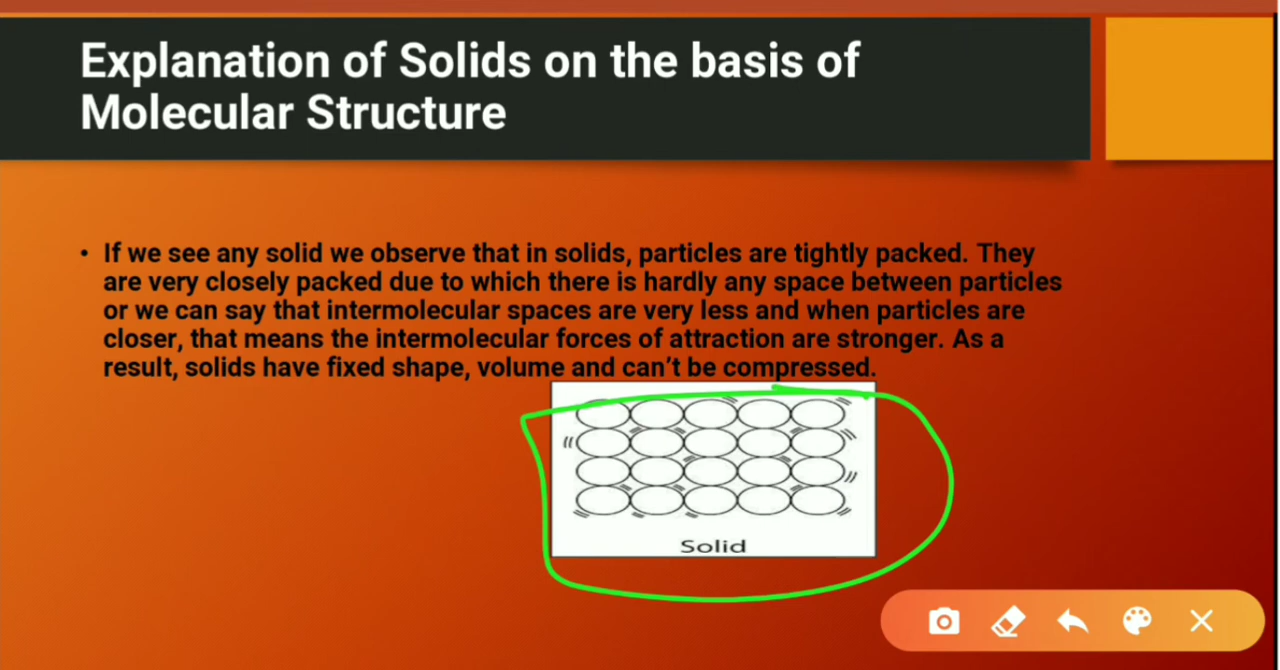 Explanation of Solids on the basis of
Molecular Structure
• If we see any solid we observe that in solids, particles are tightly packed. They
are very closely packed due to which there is hardly any space between particles
or we can say that intermolecular spaces are very less and when particles are
closer, that means the intermolecular forces of attraction are stronger. As a
result, solids have fixed shape, volume and can't be compressed.
Solid